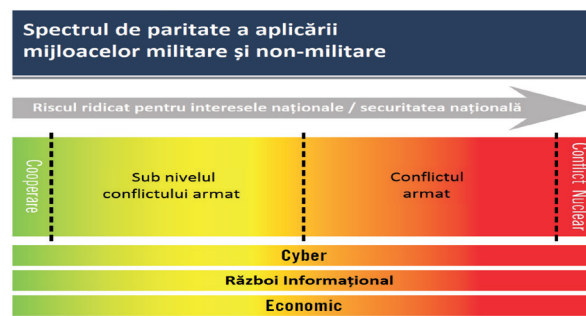 Spectrul de paritate a aplicării
mijloacelor militare și non-militare
Riscul ridicat pentru interesele naționale / securitatea națională
Cooperare
Sub nivelul
conflictului armat
Conflictul
armat
Conflict Nuclear
Cyber
Război Informațional
Economic